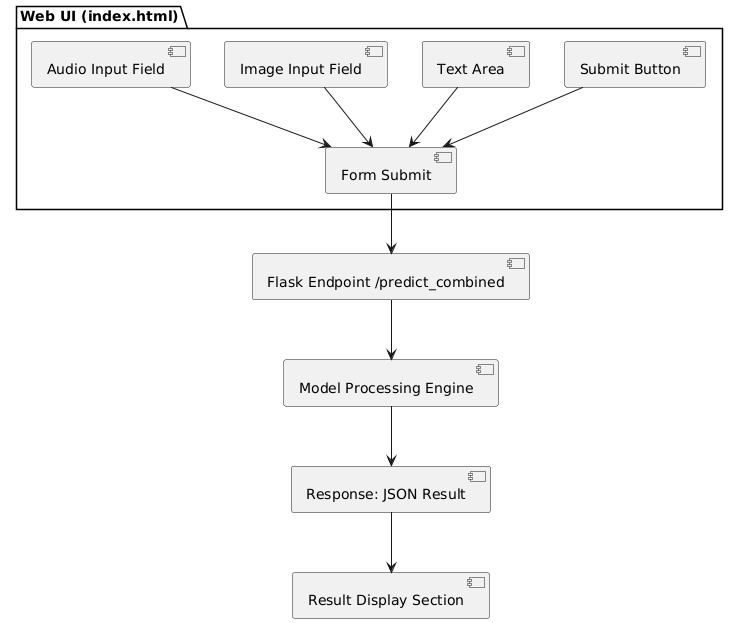 Web UI (index.html)
Audio Input Field
Image Input Field
Text Area
Submit Button
Form Submit
Flask Endpoint /predict_combined
Model Processing Engine
Response: JSON Result
Result Display Section